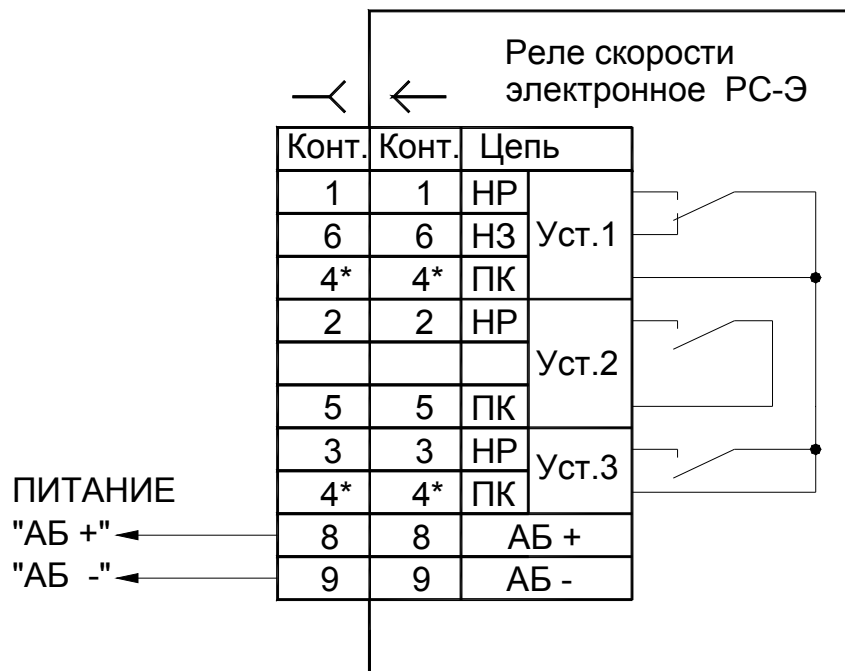 Реле скорости
электронное РС-Э
Конт. Конт. Цепь
1 1 НР
6 6 НЗ Уст.1
4* 4* ПК
2 2 НР
Уст.2
5 5 ПК
3 3 НР
Уст.3
4* 4* ПК
ПИТАНИЕ
"АБ +" 8 8 АБ +
"АБ -" 9 9 АБ -